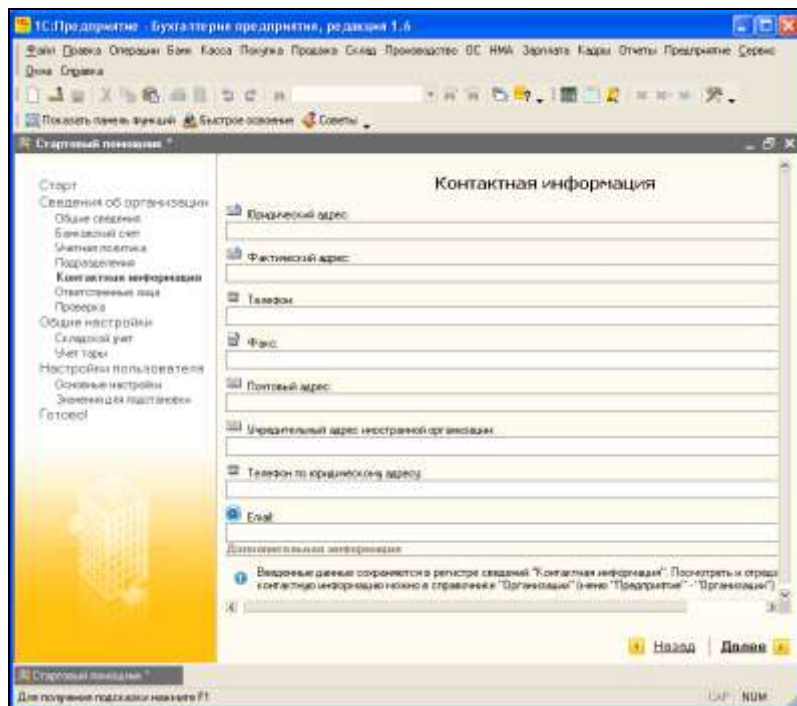 1С:Предприятие - Бухгалтерия предприятия, редакция 1.6
Файл Правка Операции Банк Касса Покупка Продажа Склад Производство ОС НМА Зарплата Кадры Отчеты Предприятие Сервис
Окна Справка
Показать панель функций Быстрое освоение Советы
Стартовый помощник *
Контактная информация
Старт
Сведения об организации
Общие сведения
Банковский счет
Учетная политика
Подразделения
Контактная информация
Ответственные лица
Проверка
Общие настройки
Складской учет
Учет тары
Настройки пользователя
Основные настройки
Значения для подстановки
Готово!
Юридический адрес:
Фактический адрес:
Телефон:
Факс:
Почтовый адрес:
Учредительный адрес иностранной организации:
Телефон по юридическому адресу:
Email:
Дополнительная информация
Введенные данные сохраняются в регистре сведений "Контактная информация". Посмотреть и отреда
контактную информацию можно в справочнике "Организации" (меню "Предприятие" - "Организации")
Назад Далее
Стартовый помощник *
Для получения подсказки нажмите F1
CAP NUM